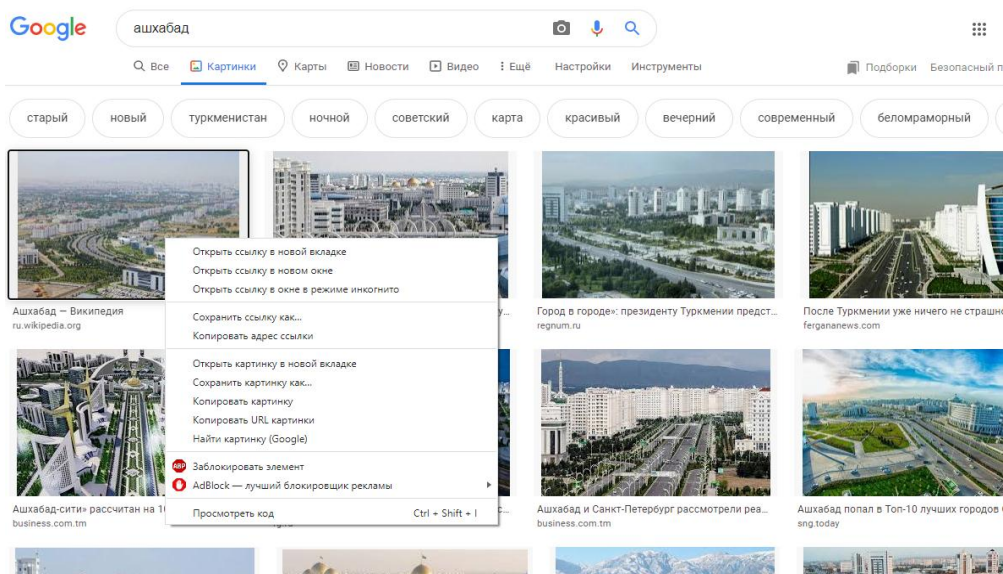 Google
ашхабад
Все Картинки Карты Новости Видео Ещё Настройки Инструменты Подборки Безопасный
старый новый туркменистан ночной советский карта красивый вечерний современный беломраморный
Открыть ссылку в новой вкладке
Открыть ссылку в новом окне
Открыть ссылку в окне в режиме инкогнито
Сохранить ссылку как...
Копировать адрес ссылки
Открыть картинку в новой вкладке
Сохранить картинку как...
Копировать картинку
Копировать URL картинки
Найти картинку (Google)
ABP Заблокировать элемент
AdBlock — лучший блокировщик рекламы
Просмотреть код Ctrl + Shift + I
Ашхабад — Википедия
ru.wikipedia.org
Город в городе»: президенту Туркмении предст...
regnum.ru
После Туркмении уже ничего не страшно
fergananews.com
Ашхабад-сити» рассчитан на
business.com.tm
Ашхабад и Санкт-Петербург рассмотрели реа...
business.com.tm
Ашхабад попал в Топ-10 лучших городов
sng.today